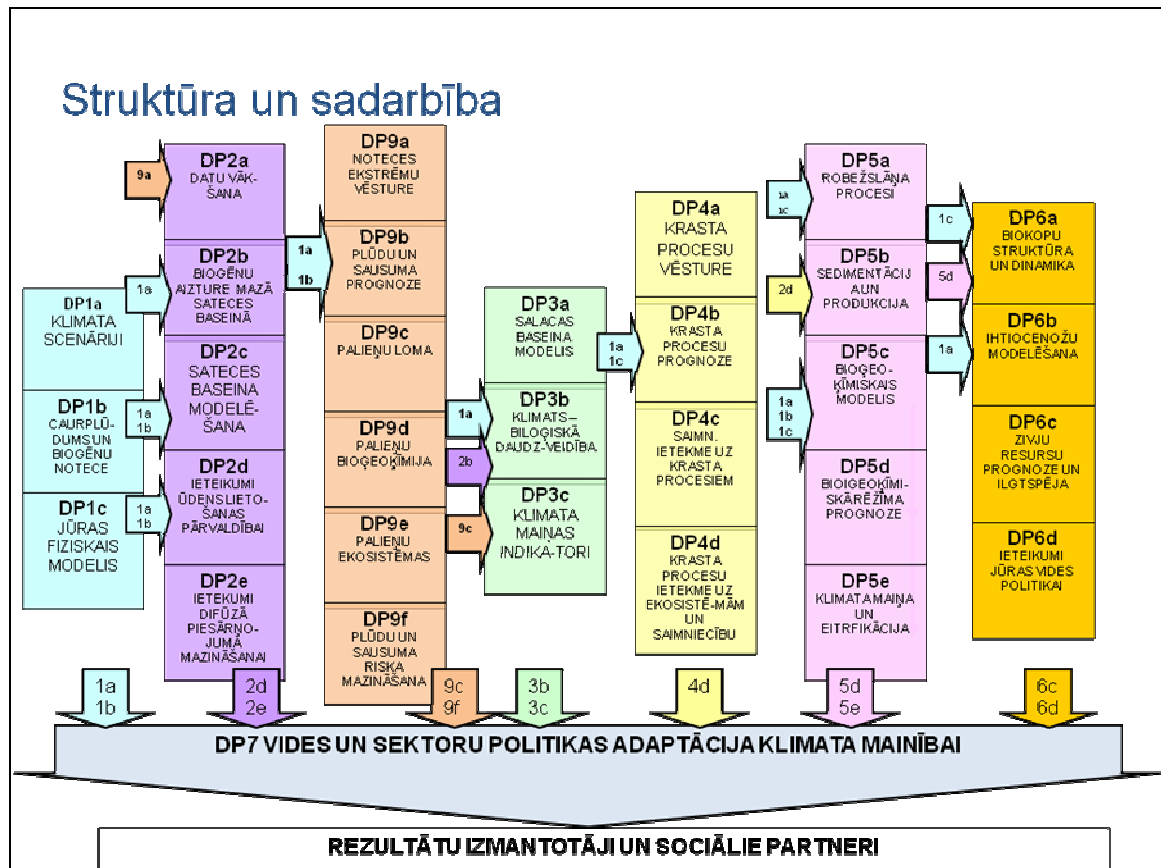 Struktūra un sadarbība
9a
DP2a
DATU VĀK-
ŠANA
1a
DP2b
BIOGĒNU
AIZTURE MAZĀ
SATECES
BASEINĀ
DP2c
SATECES
BASEINA
MODELĒ-
ŠANA
DP2d
IETEIKUMI
ŪDENSLIETO-
ŠANAS
PĀRVALDĪBAI
DP2e
IETEKUMI
DIFŪZĀ
PIESĀRŅO-
JUMĀ
MAZINĀŠANAI
DP1a
KLIMATA
SCENĀRIJI
DP1b
CAURPLŪ-
DUMS UN
BIOGĒNU
NOTECE
DP1c
JŪRAS
FIZISKAIS
MODELIS
1a
1b
1a
1b
1a
1b
DP9a
NOTECES
EKSTRĒMU
VĒSTURE
DP9b
PLŪDU UN
SAUSUMA
PROGNOZE
DP9c
PALIEŅU LOMA
DP9d
PALIEŅU
BIOĢEOĶĪMIJA
DP9e
PALIEŅU
EKOSISTĒMAS
DP9f
PLŪDU UN
SAUSUMA
RISKA
MAZINĀŠANA
1a
2b
9c
DP3a
SALACAS
BASEINA
MODELIS
DP3b
KLIMATS –
BILOĢISKĀ
DAUDZ-VEIDĪBA
DP3c
KLIMATA
MAIŅAS
INDIKA-TORI
1a
1c
DP4a
KRASTA
PROCESU
VĒSTURE
DP4b
KRASTA
PROCESU
PROGNOZE
DP4c
SAIMN.
IETEKME UZ
KRASTA
PROCESIEM
DP4d
KRASTA
PROCESU
IETEKME UZ
EKOSISTĒ-MĀM
UN
SAIMNIECĪBU
1a
1c
2d
1a
1b
1c
DP5a
ROBEŽSLĀŅA
PROCESI
DP5b
SEDIMENTĀCIJ
AUN
PRODUKCIJA
DP5c
BIOĢEO-
ĶĪMISKAIS
MODELIS
DP5d
BIOIĢEOĶĪMI-
SKĀRĒŽĪMA
PROGNOZE
DP5e
KLIMATA MAIŅA
UN
EITRFIKĀCIJA
1c
5d
1a
DP6a
BIOKOPU
STRUKTŪRA
UN DINAMIKA
DP6b
IHTIOCENOŽU
MODELĒŠANA
DP6c
ZIVJU
RESURSU
PROGNOZE UN
ILGTSPĒJA
DP6d
IETEIKUMI
JŪRAS VIDES
POLITIKAI
1a
1b
2d
2e
9c
9f
3b
3c
4d
5d
5e
6c
6d
DP7 VIDES UN SEKTORU POLITIKAS ADAPTĀCIJA KLIMATA MAINĪBAI
REZULTĀTU IZMANTOTĀJI UN SOCIĀLIE PARTNERI